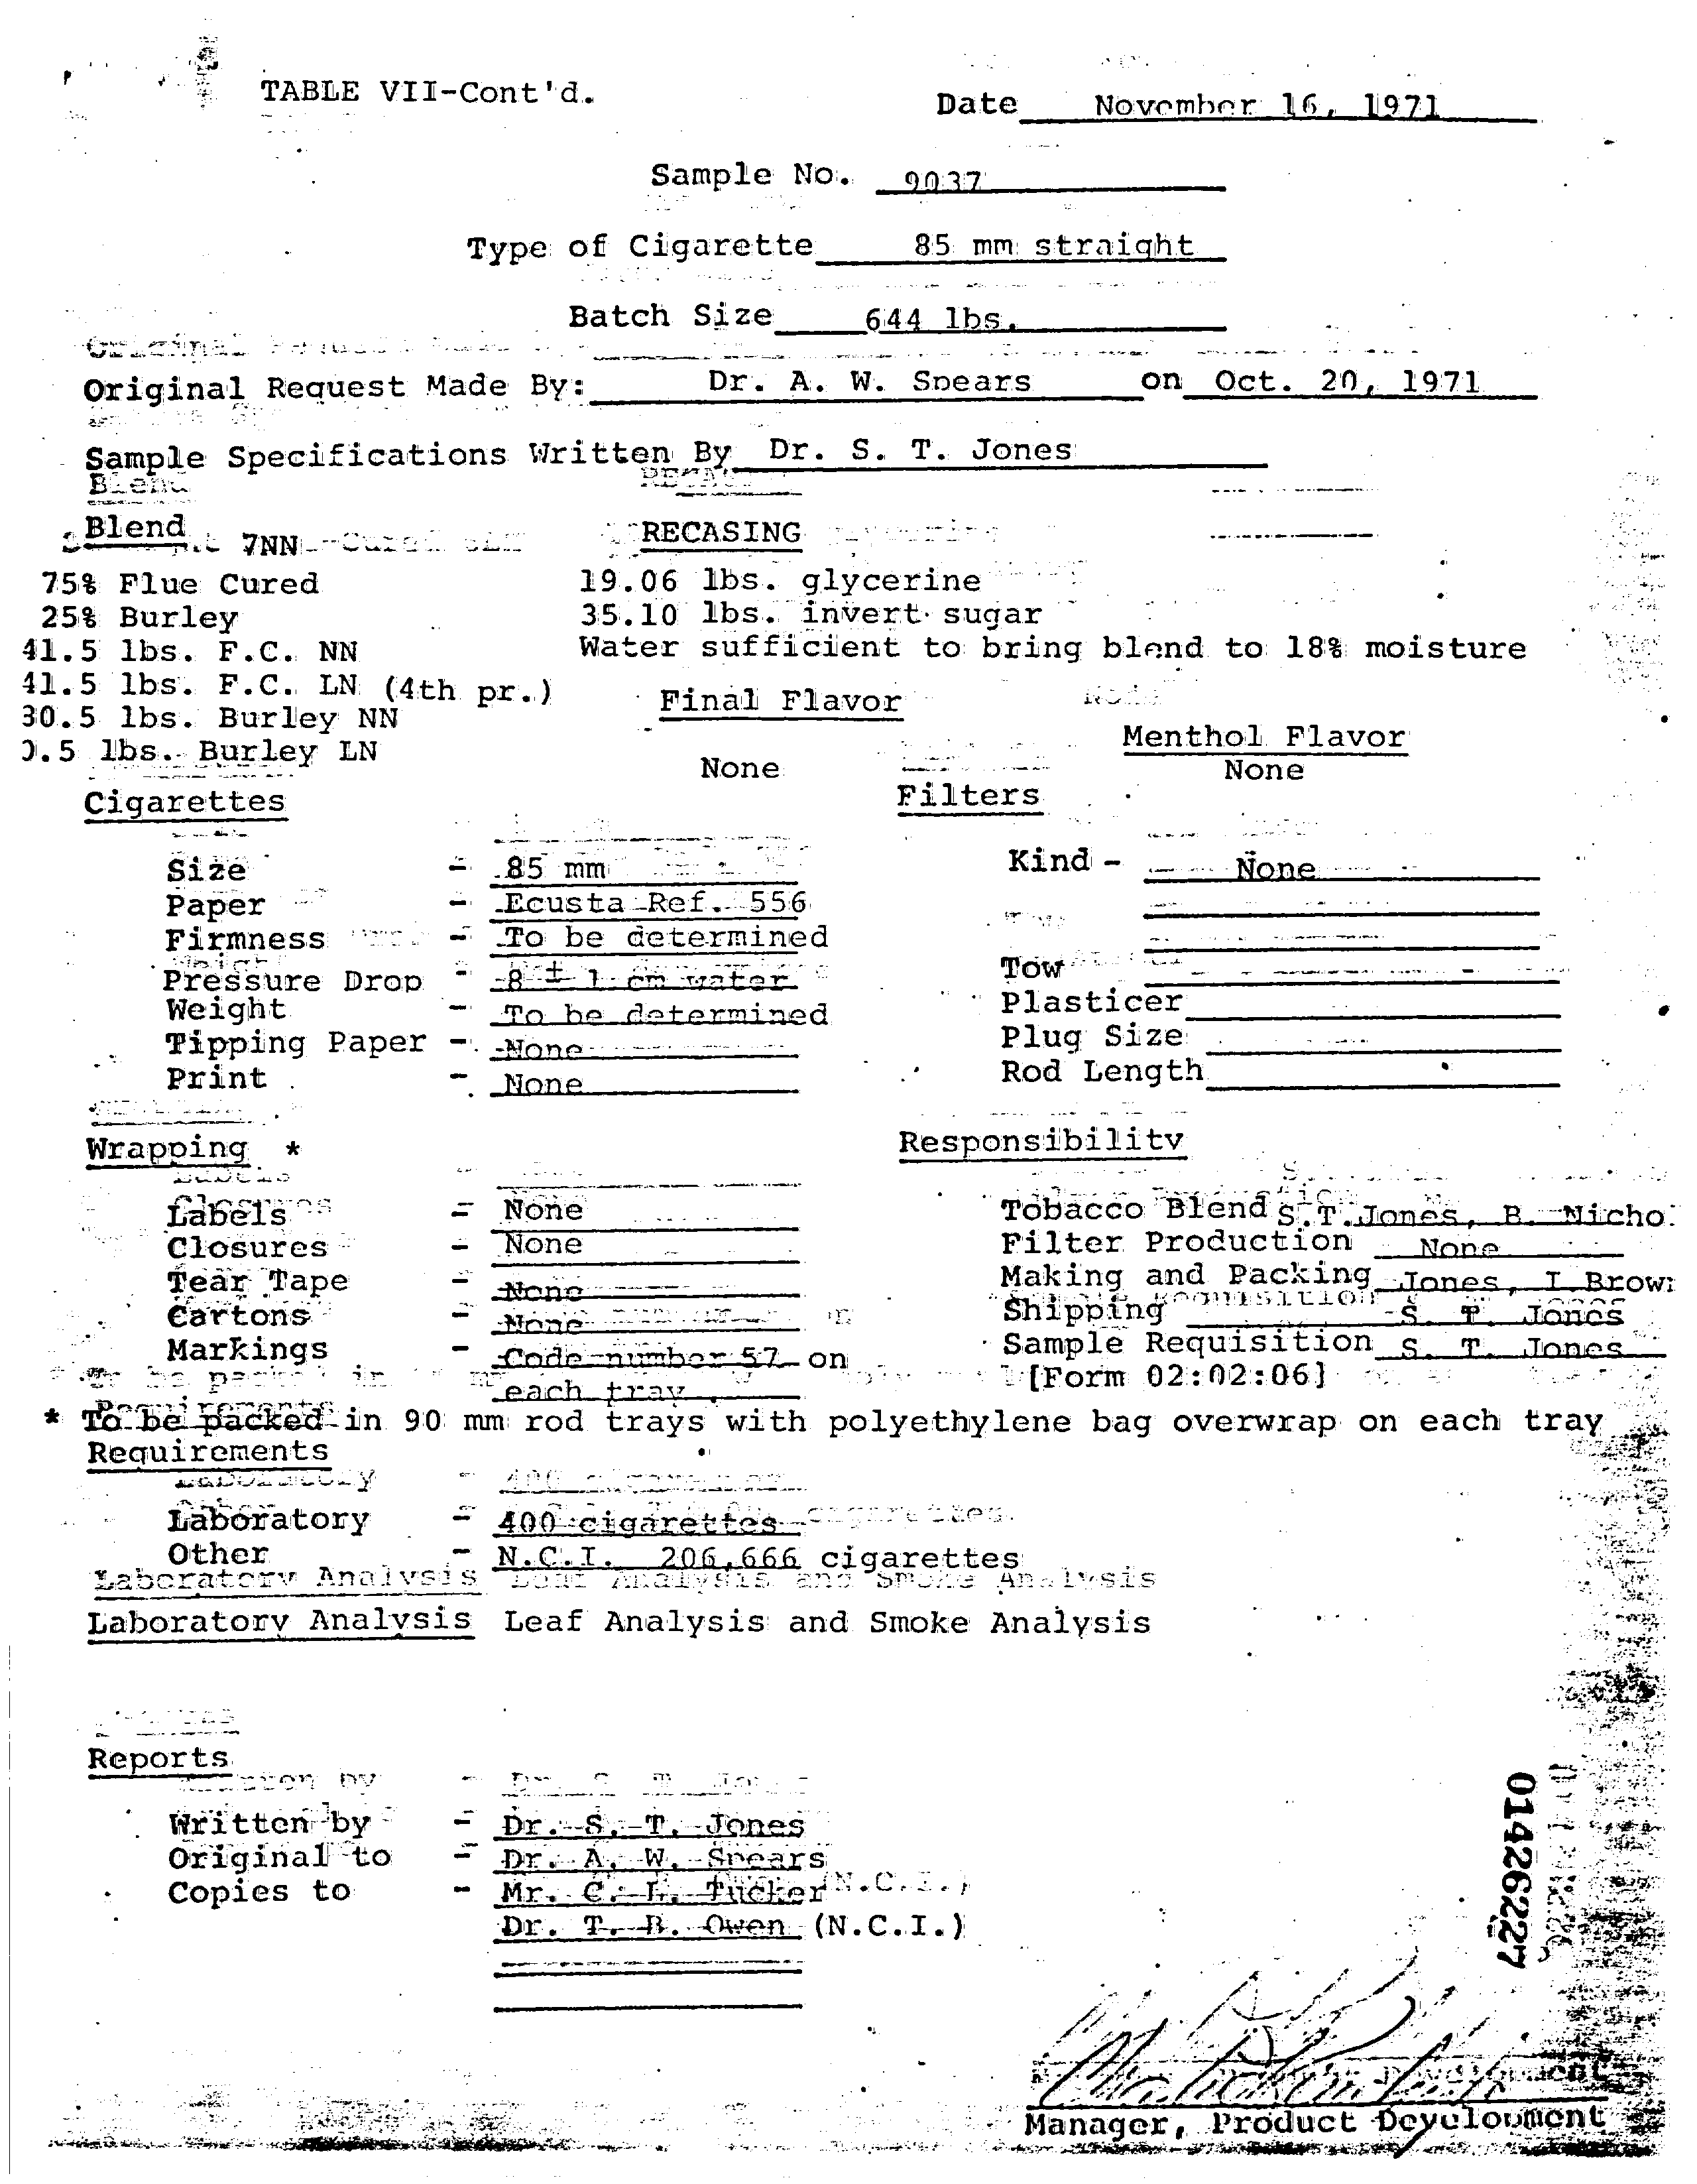 TABLE VII-Cont'd.
Date November 16, 1971
Sample No. 9037
Type of Cigarette 85 mm straight
Batch Size 644 lbs.
Original Request Made By: Dr. A. W. Spears on Oct. 20, 1971
Sample Specifications Written By Dr. S. T. Jones
Blend 7NN RECASING
75% Flue Cured 19.06 lbs. glycerine
25% Burley 35.10 lbs. invert sugar
41.5 lbs. F.C. NN Water sufficient to bring blend to 18% moisture
41.5 lbs. F.C. LN (4th pr.) Final Flavor
30.5 lbs. Burley NN Menthol Flavor
0.5 lbs. Burley LN None None
Cigarettes Filters
Size - 85 mm Kind - None
Paper - Ecusta Ref. 556
Firmness - To be determined
Pressure Drop - 8 ± 1 cm water Tow
Weight - To be determined Plasticer
Tipping Paper - None Plug Size
Print - None Rod Length
Wrapping * Responsibility
Labels - None Tobacco Blend S.T.Jones, B. Nicho
Closures - None Filter Production None
Tear Tape - None Making and Packing Jones, I Brown
Cartons - None Shipping S. T. Jones
Markings - Code number 57 on Sample Requisition S. T. Jones
each tray. [Form 02:02:06]
* To be packed in 90 mm rod trays with polyethylene bag overwrap on each tray
Requirements
Laboratory - 400 cigarettes
Other - N.C.I. 206,666 cigarettes
Laboratory Analysis Leaf Analysis and Smoke Analysis
Reports
Written by - Dr. S. T. Jones
Original to - Dr. A. W. Spears
Copies to - Mr. C. L. Tucker
Dr. T. B. Owen (N.C.I.)
01426227
Manager, Product Development